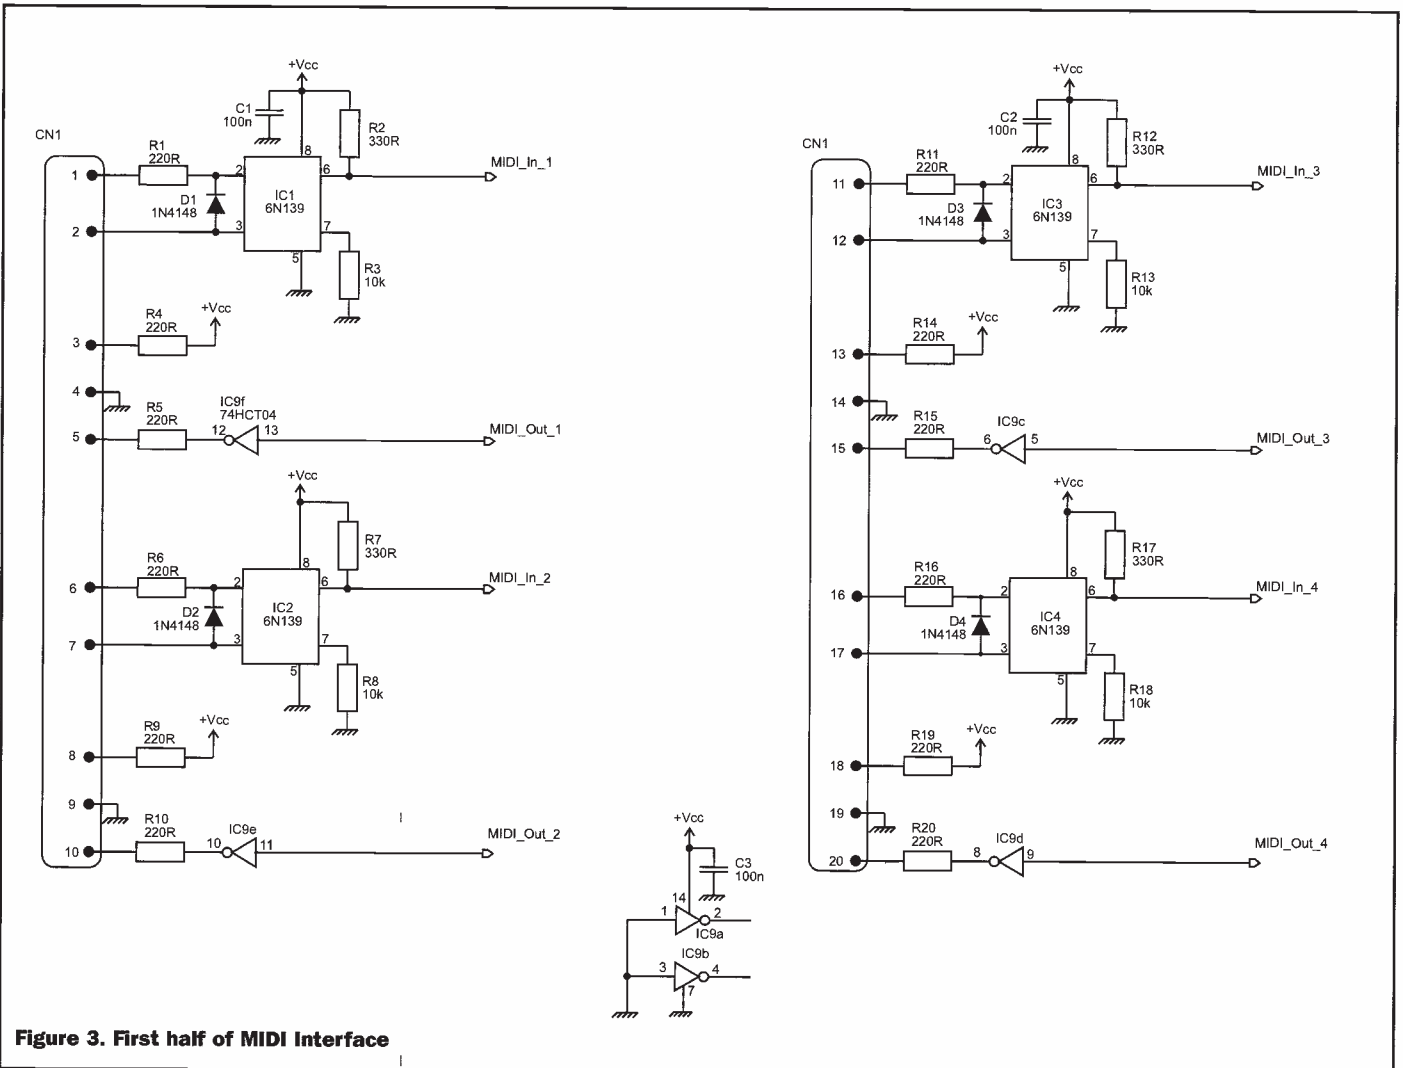 +Vcc
C1
100n
R2
330R
CN1
R1
220R
1
2
8
6
MIDI_In_1
D1
1N4148
IC1
6N139
2
3
7
5
R3
10k
R4
220R
+Vcc
3
4
R5
220R
IC9f
74HCT04
5
12
13
MIDI_Out_1
+Vcc
R7
330R
R6
220R
6
2
8
6
MIDI_In_2
D2
1N4148
IC2
6N139
7
3
7
5
R8
10k
R9
220R
+Vcc
8
9
R10
220R
IC9e
10
10
11
MIDI_Out_2
+Vcc
C3
100n
14
1
2
IC9a
IC9b
3
4
7
+Vcc
C2
100n
R12
330R
CN1
R11
220R
11
2
8
6
MIDI_In_3
D3
1N4148
IC3
6N139
12
3
7
5
R13
10k
R14
220R
+Vcc
13
14
R15
220R
IC9c
15
6
5
MIDI_Out_3
+Vcc
R17
330R
R16
220R
16
2
8
6
MIDI_In_4
D4
1N4148
IC4
6N139
17
3
7
5
R18
10k
R19
220R
+Vcc
18
19
R20
220R
IC9d
20
8
9
MIDI_Out_4
Figure 3. First half of MIDI Interface